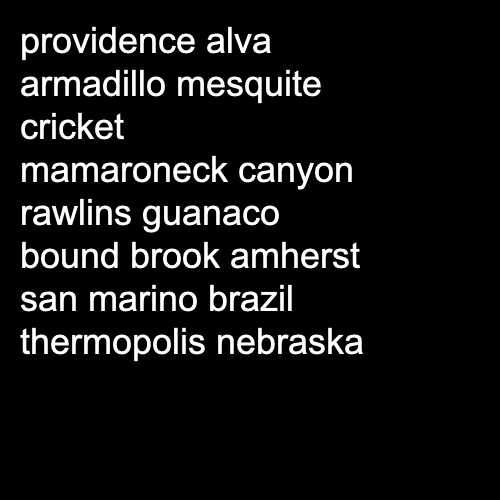 providence alva
armadillo mesquite
cricket
mamaroneck canyon
rawlins guanaco
bound brook amherst
san marino brazil
thermopolis nebraska